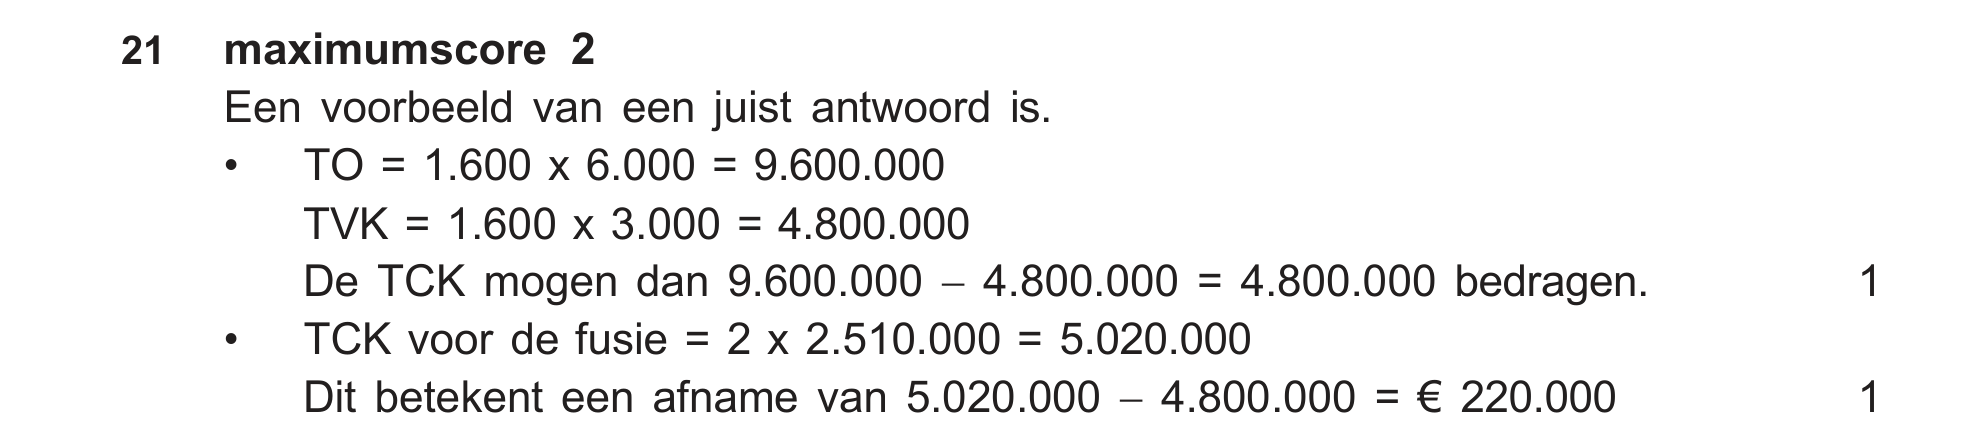 21 maximumscore 2
Een voorbeeld van een juist antwoord is.
• TO = 1.600 x 6.000 = 9.600.000
TVK = 1.600 x 3.000 = 4.800.000
De TCK mogen dan 9.600.000 – 4.800.000 = 4.800.000 bedragen. 1
• TCK voor de fusie = 2 x 2.510.000 = 5.020.000
Dit betekent een afname van 5.020.000 – 4.800.000 = € 220.000 1